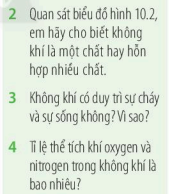 2 Quan sát biểu đồ hình 10.2,
em hãy cho biết không
khí là một chất hay hỗn
hợp nhiều chất.
3 Không khí có duy trì sự cháy
và sự sống không? Vì sao?
4 Tỉ lệ thể tích khí oxygen và
nitrogen trong không khí là
bao nhiêu?